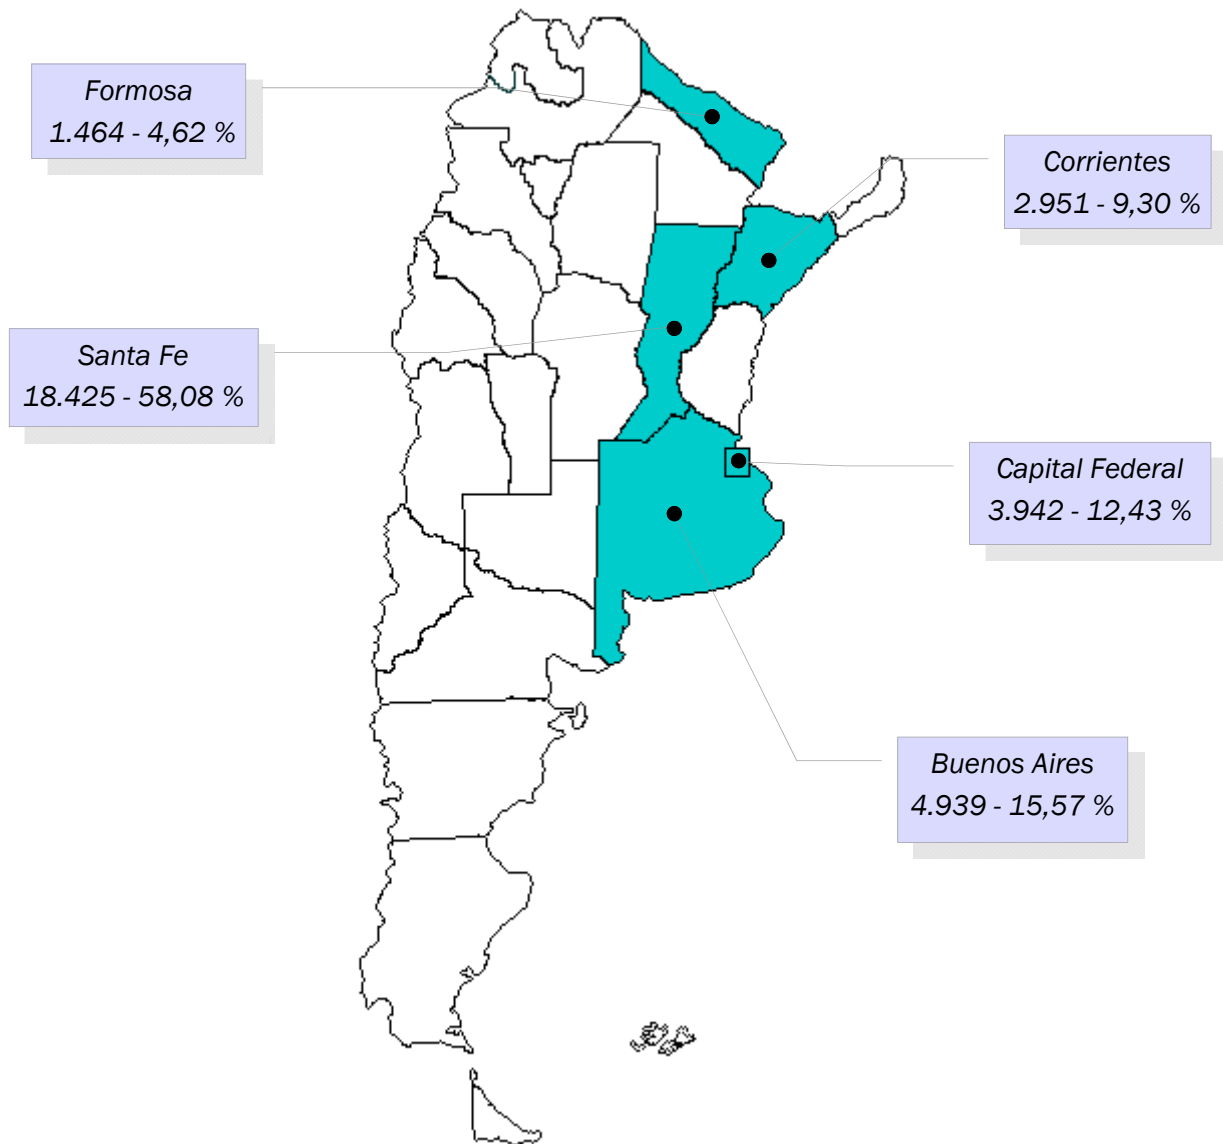 Formosa
1.464 - 4,62 %
Corrientes
2.951 - 9,30 %
Santa Fe
18.425 - 58,08 %
Capital Federal
3.942 - 12,43 %
Buenos Aires
4.939 - 15,57 %